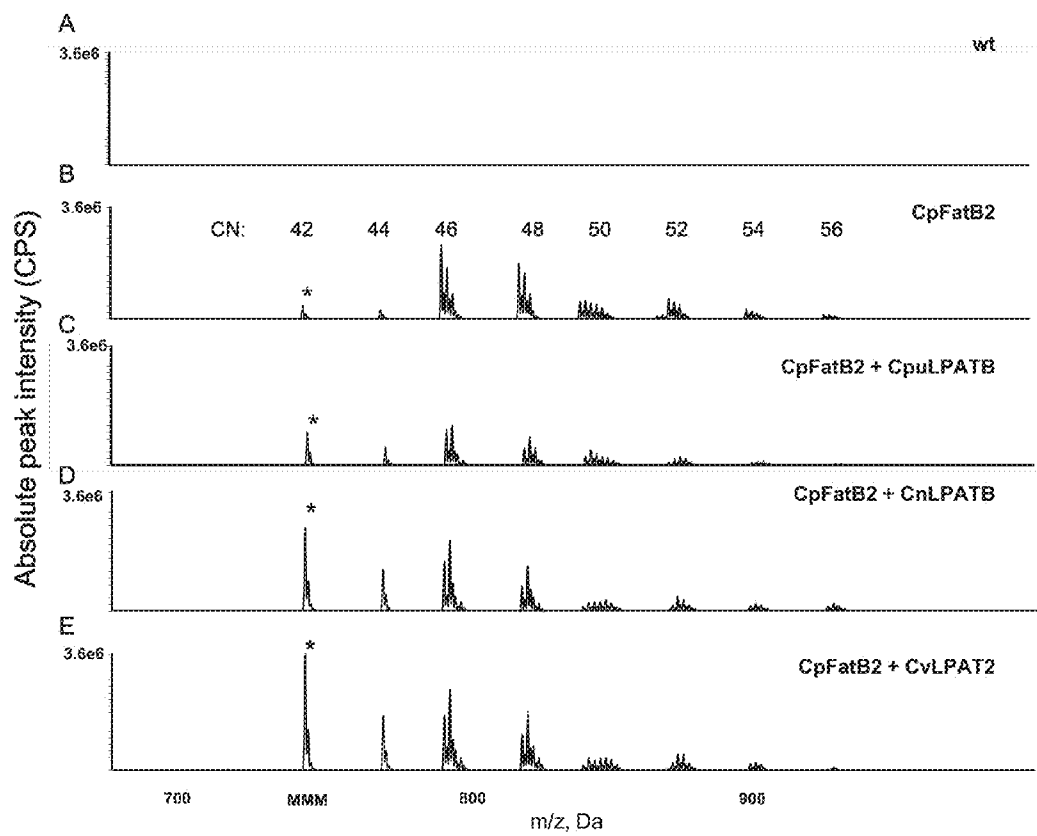 A
3.6e6
wt
B
3.6e6
CpFatB2
CN: 42 44 46 48 50 52 54 56
*
C
3.6e6
CpFatB2 + CpuLPATB
*
D
3.6e6
CpFatB2 + CnLPATB
*
E
3.6e6
CpFatB2 + CvLPAT2
*
Absolute peak intensity (CPS)
700 MMM 800 900
m/z, Da